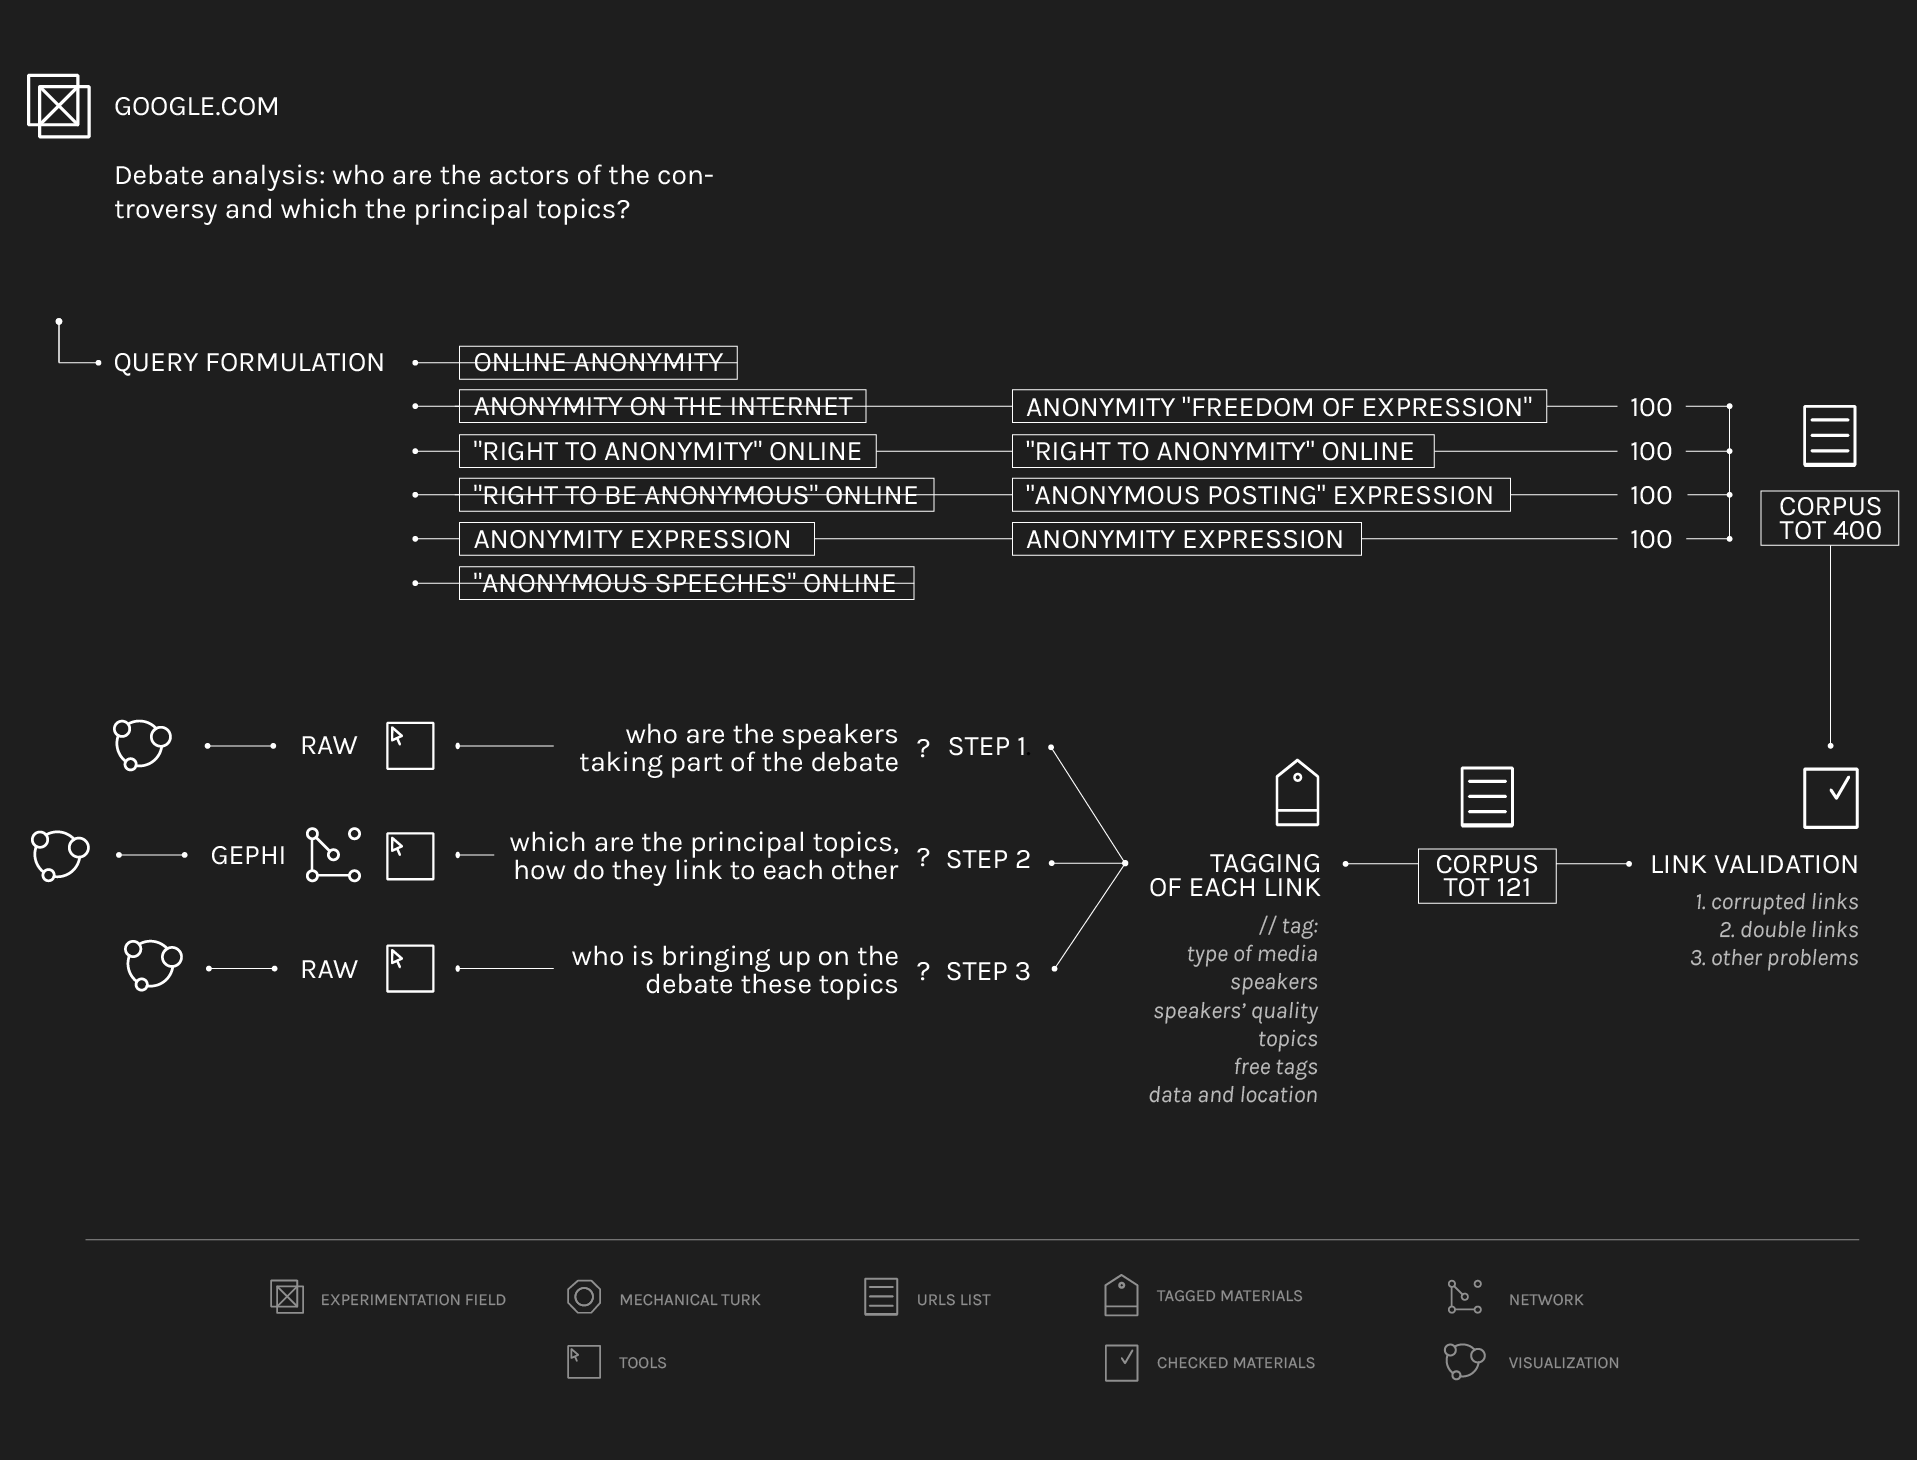 GOOGLE.COM
Debate analysis: who are the actors of the con-
troversy and which the principal topics?
QUERY FORMULATION
ONLINE ANONYMITY
ANONYMITY ON THE INTERNET
ANONYMITY "FREEDOM OF EXPRESSION"
100
"RIGHT TO ANONYMITY" ONLINE
"RIGHT TO ANONYMITY" ONLINE
100
"RIGHT TO BE ANONYMOUS" ONLINE
"ANONYMOUS POSTING" EXPRESSION
100
ANONYMITY EXPRESSION
ANONYMITY EXPRESSION
100
"ANONYMOUS SPEECHES" ONLINE
CORPUS
TOT 400
LINK VALIDATION
1. corrupted links
2. double links
3. other problems
CORPUS
TOT 121
TAGGING
OF EACH LINK
// tag:
type of media
speakers
speakers’ quality
topics
free tags
data and location
STEP 1.
who are the speakers
taking part of the debate
?
RAW
STEP 2
which are the principal topics,
how do they link to each other
?
GEPHI
STEP 3
who is bringing up on the
debate these topics
?
RAW
EXPERIMENTATION FIELD
MECHANICAL TURK
URLS LIST
TAGGED MATERIALS
NETWORK
TOOLS
CHECKED MATERIALS
VISUALIZATION